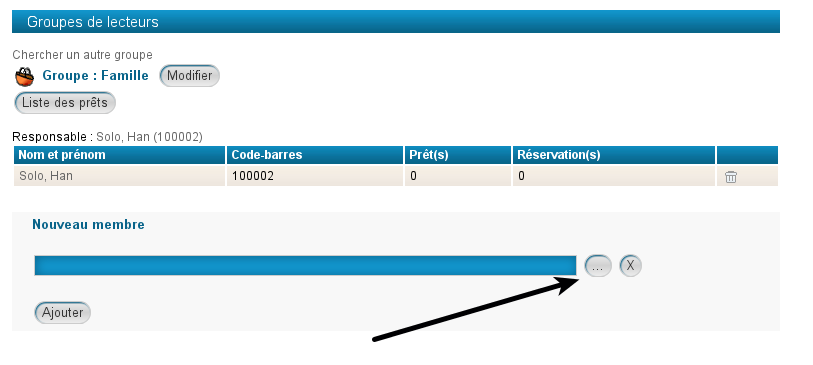 Groupes de lecteurs
Chercher un autre groupe
Groupe : Famille Modifier
Liste des prêts
Responsable : Solo, Han (100002)
Nom et prénom Code-barres Prêt(s) Réservation(s)
Solo, Han 100002 0 0
Nouveau membre
... X
Ajouter